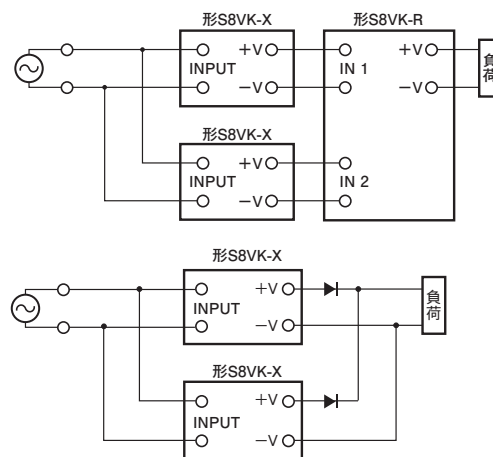 形S8VK-X
形S8VK-R
INPUT
+V
−V
IN 1
+V
−V
負荷
形S8VK-X
INPUT
+V
−V
IN 2
形S8VK-X
INPUT
+V
−V
負荷
形S8VK-X
INPUT
+V
−V